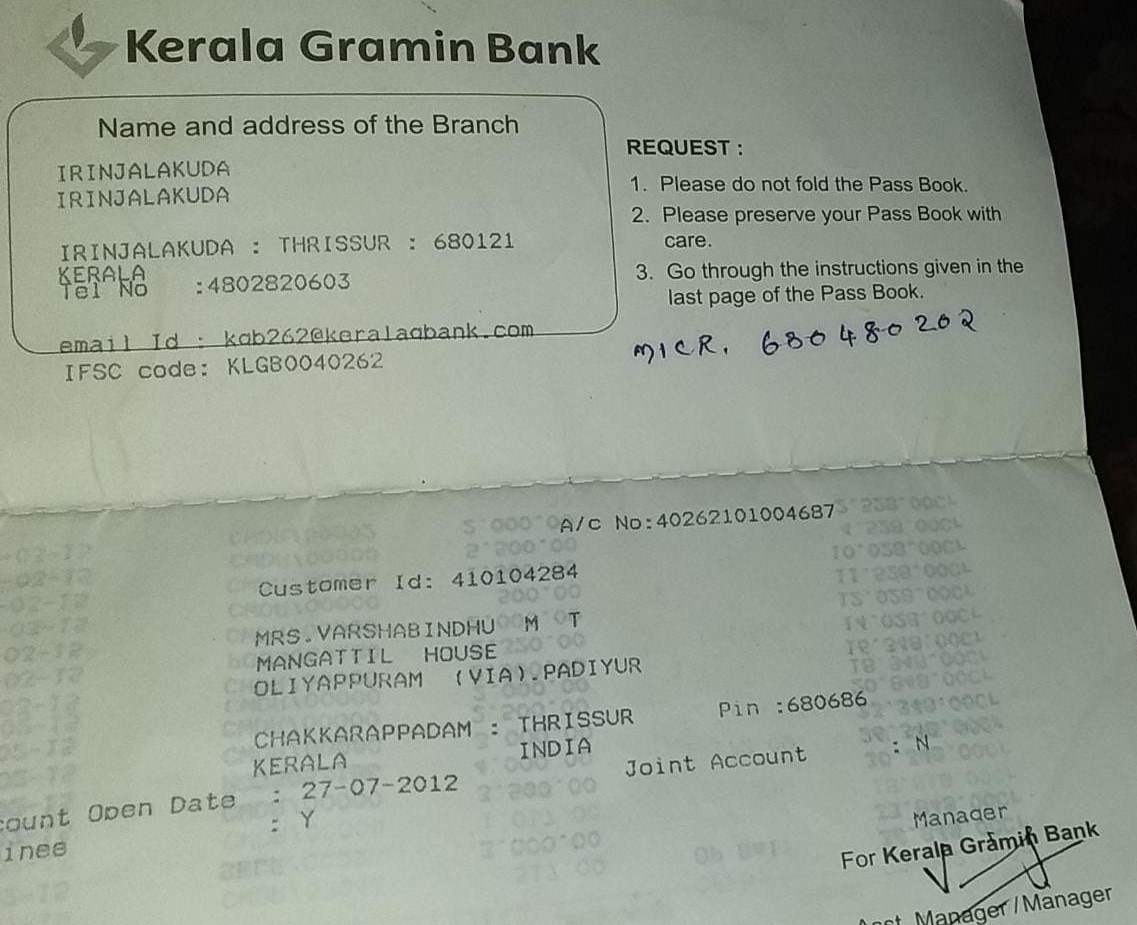 Kerala Gramin Bank
Name and address of the Branch
IRINJALAKUDA
IRINJALAKUDA
IRINJALAKUDA : THRISSUR : 680121
KERALA
Tel No :4802820603
email Id : kgb262@keralagbank.com
IFSC code: KLGB0040262
REQUEST :
1. Please do not fold the Pass Book.
2. Please preserve your Pass Book with
care.
3. Go through the instructions given in the
last page of the Pass Book.
MICR. 680480202
A/c No:40262101004687
Customer Id: 410104284
MRS.VARSHABINDHU M T
MANGATTIL HOUSE
OLIYAPPURAM (VIA).PADIYUR
Pin :680686
CHAKKARAPPADAM : THRISSUR
KERALA INDIA
Joint Account : N
count Open Date : 27-07-2012
inee : Y
Manager
For Kerala Gramin Bank
Asst. Manager/Manager